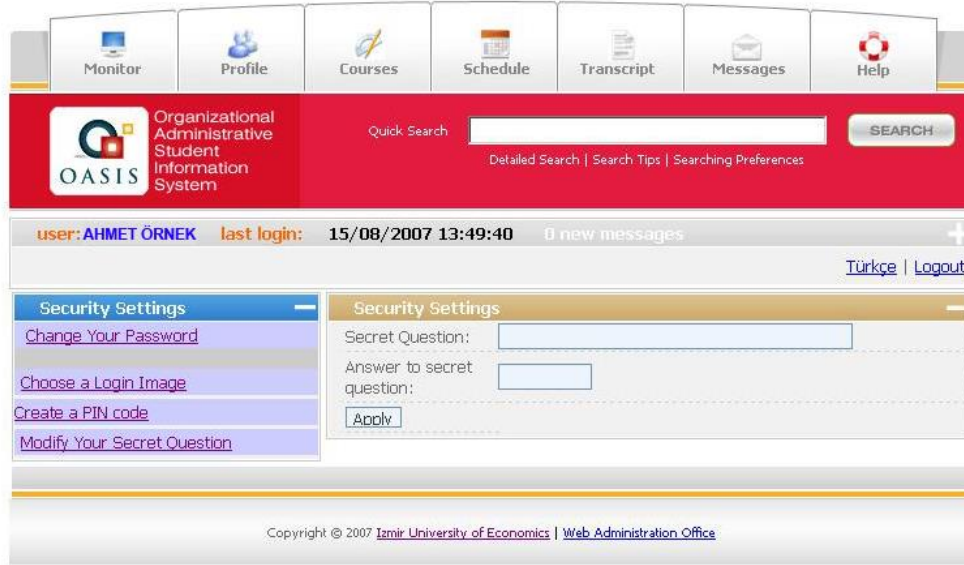 Monitor
Profile
Courses
Schedule
Transcript
Messages
Help
OASIS
Organizational
Administrative
Student
Information
System
Quick Search
SEARCH
Detailed Search | Search Tips | Searching Preferences
user: AHMET ÖRNEK last login: 15/08/2007 13:49:40 0 new messages
Türkçe | Logout
Security Settings
Change Your Password
Choose a Login Image
Create a PIN code
Modify Your Secret Question
Security Settings
Secret Question:
Answer to secret
question:
Apply
Copyright © 2007 Izmir University of Economics | Web Administration Office